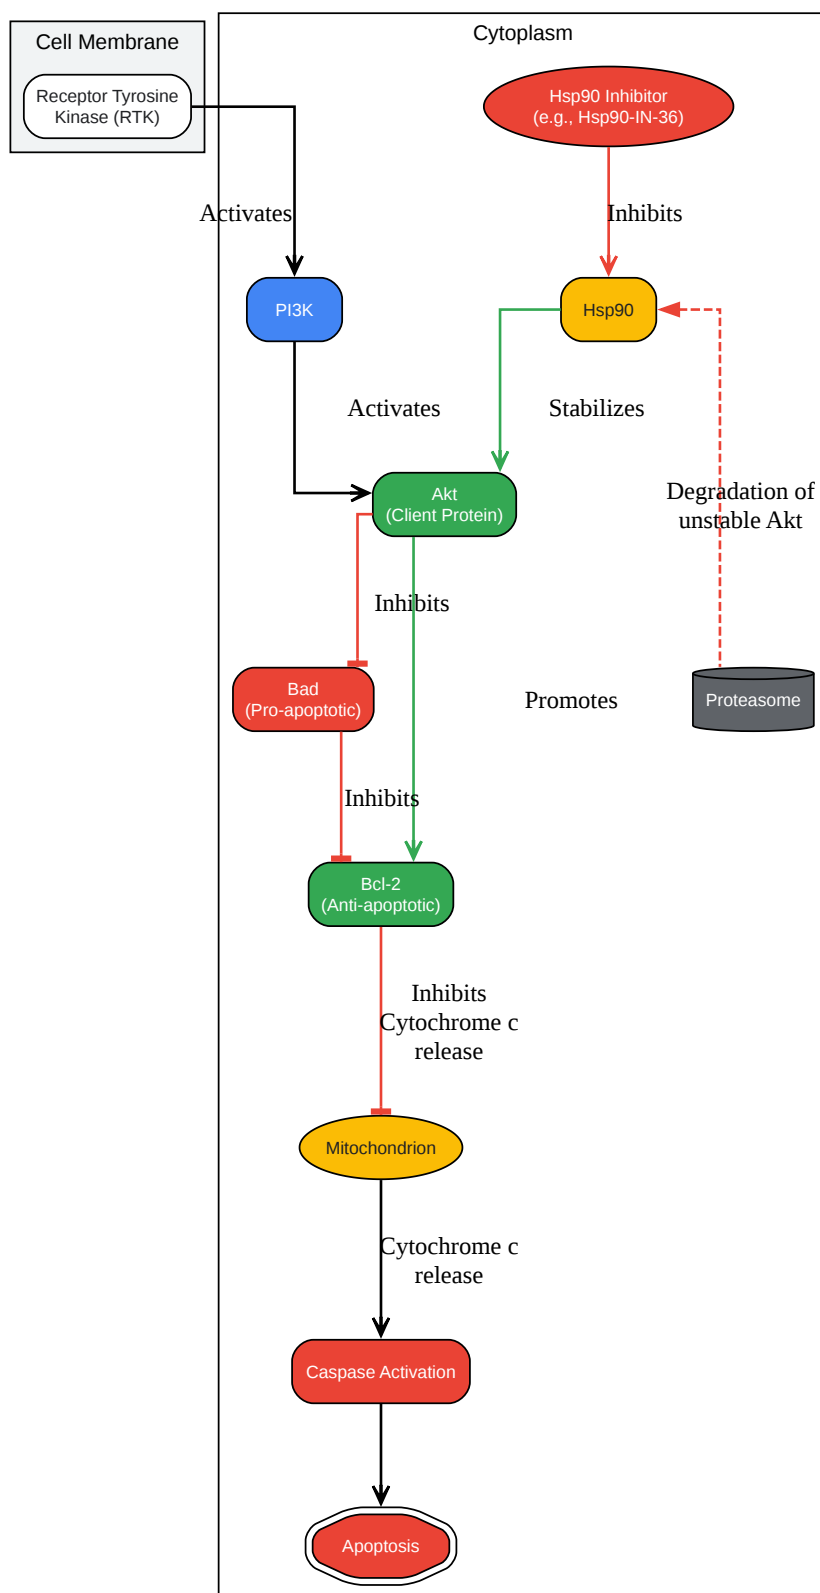 Cell Membrane
Receptor Tyrosine
Kinase (RTK)
Cytoplasm
Hsp90 Inhibitor
(e.g., Hsp90-IN-36)
Activates
Inhibits
PI3K
Hsp90
Activates
Stabilizes
Akt
(Client Protein)
Degradation of
unstable Akt
Inhibits
Bad
(Pro-apoptotic)
Promotes
Proteasome
Inhibits
Bcl-2
(Anti-apoptotic)
Inhibits
Cytochrome c
release
Mitochondrion
Cytochrome c
release
Caspase Activation
Apoptosis